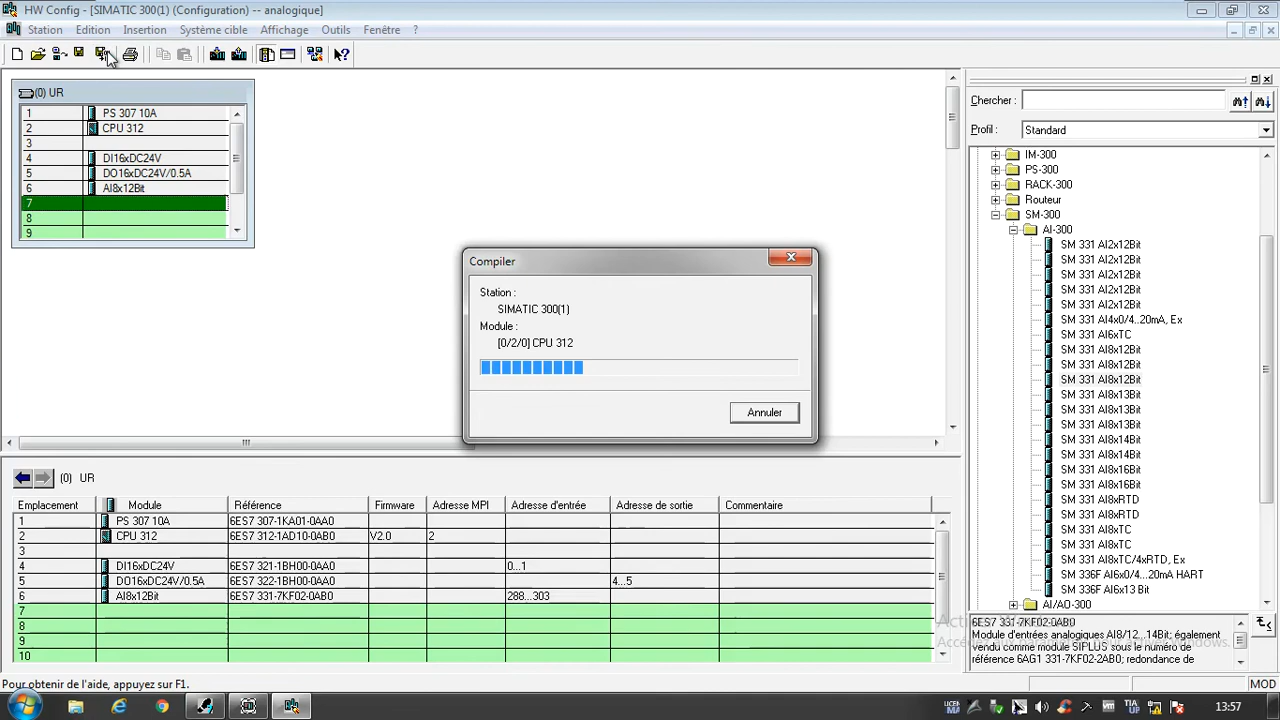 HW Config - [SIMATIC 300(1) (Configuration) -- analogique]
Station Edition Insertion Système cible Affichage Outils Fenêtre ?
(0) UR
1 PS 307 10A
2 CPU 312
3
4 DI16xDC24V
5 DO16xDC24V/0.5A
6 AI8x12Bit
7
8
9
Compiler
Station :
SIMATIC 300(1)
Module :
[0/2/0] CPU 312
Annuler
Chercher :
Profil : Standard
IM-300
PS-300
RACK-300
Routeur
SM-300
AI-300
SM 331 AI2x12Bit
SM 331 AI2x12Bit
SM 331 AI2x12Bit
SM 331 AI2x12Bit
SM 331 AI2x12Bit
SM 331 AI4x0/4..20mA, Ex
SM 331 AI6xTC
SM 331 AI8x12Bit
SM 331 AI8x12Bit
SM 331 AI8x12Bit
SM 331 AI8x13Bit
SM 331 AI8x13Bit
SM 331 AI8x14Bit
SM 331 AI8x14Bit
SM 331 AI8x16Bit
SM 331 AI8x16Bit
SM 331 AI8xRTD
SM 331 AI8xRTD
SM 331 AI8xTC
SM 331 AI8xTC
SM 331 AI8xTC/4xRTD, Ex
SM 336F AI6x0/4..20mA HART
SM 336F AI6x13 Bit
AI/AO-300
(0) UR
Emplacement Module Référence Firmware Adresse MPI Adresse d'entrée Adresse de sortie Commentaire
1 PS 307 10A 6ES7 307-1KA01-0AA0
2 CPU 312 6ES7 312-1AD10-0AB0 V2.0 2
3
4 DI16xDC24V 6ES7 321-1BH00-0AA0 0...1
5 DO16xDC24V/0.5A 6ES7 322-1BH00-0AA0 4...5
6 AI8x12Bit 6ES7 331-7KF02-0AB0 288...303
7
8
9
10
6ES7 331-7KF02-0AB0
Module d'entrées analogiques AI8/12...14Bit; également
vendu comme module SIPLUS sous le numéro de
référence 6AG1 331-7KF02-2AB0; redondance de
Pour obtenir de l'aide, appuyez sur F1.
MOD
TIA
UP
13:57